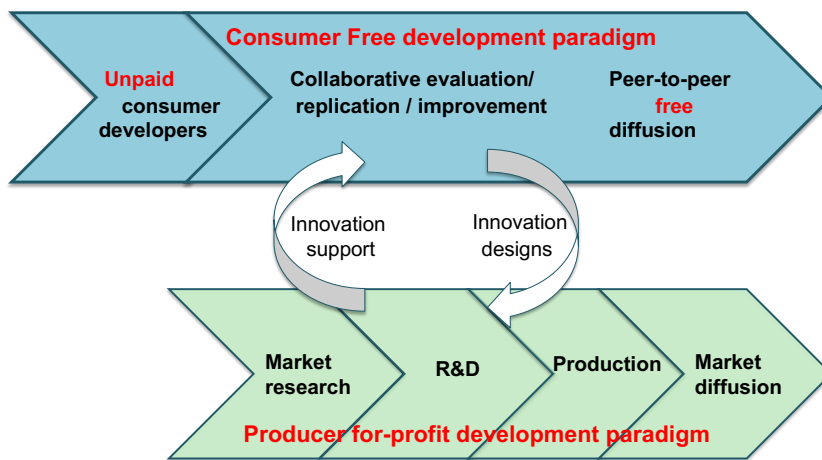 Consumer Free development paradigm
Unpaid
consumer
developers
Collaborative evaluation/
replication / improvement
Peer-to-peer
free
diffusion
Innovation
support
Innovation
designs
Market
research
R&D
Production
Market
diffusion
Producer for-profit development paradigm